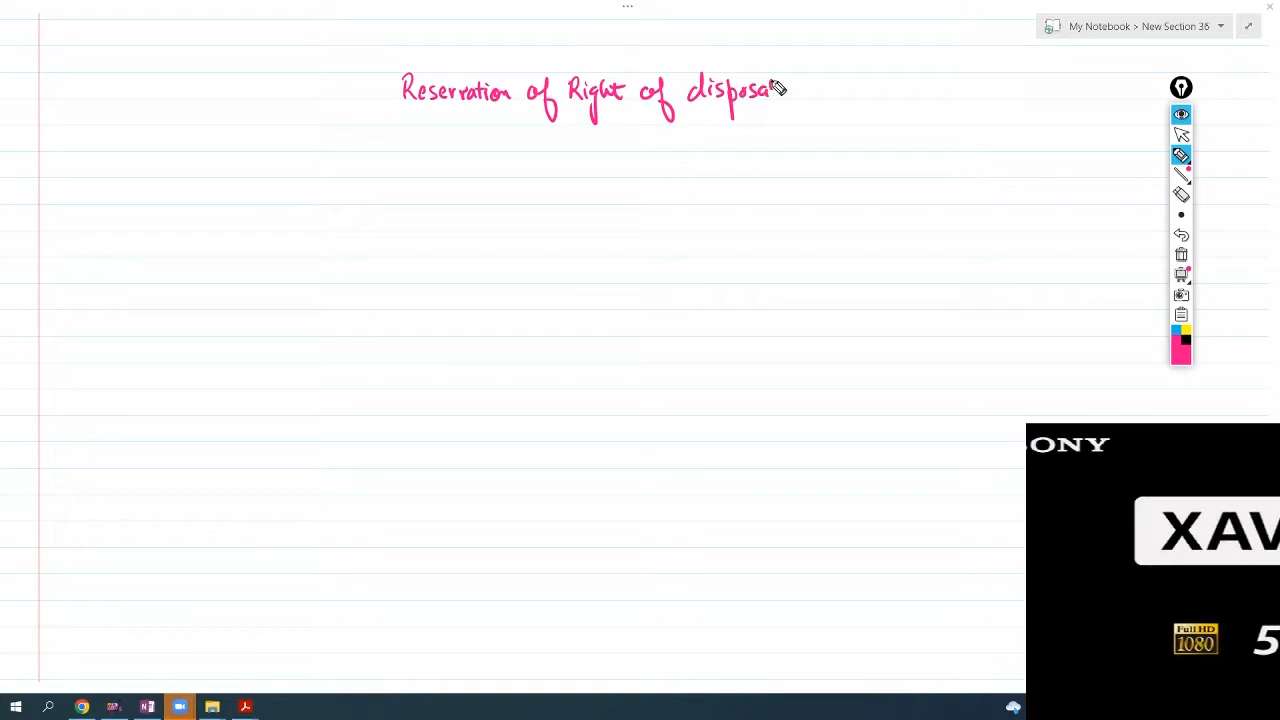 My Notebook > New Section 36
Reservation of Right of disposa
ONY
XAV
Full HD
1080
5